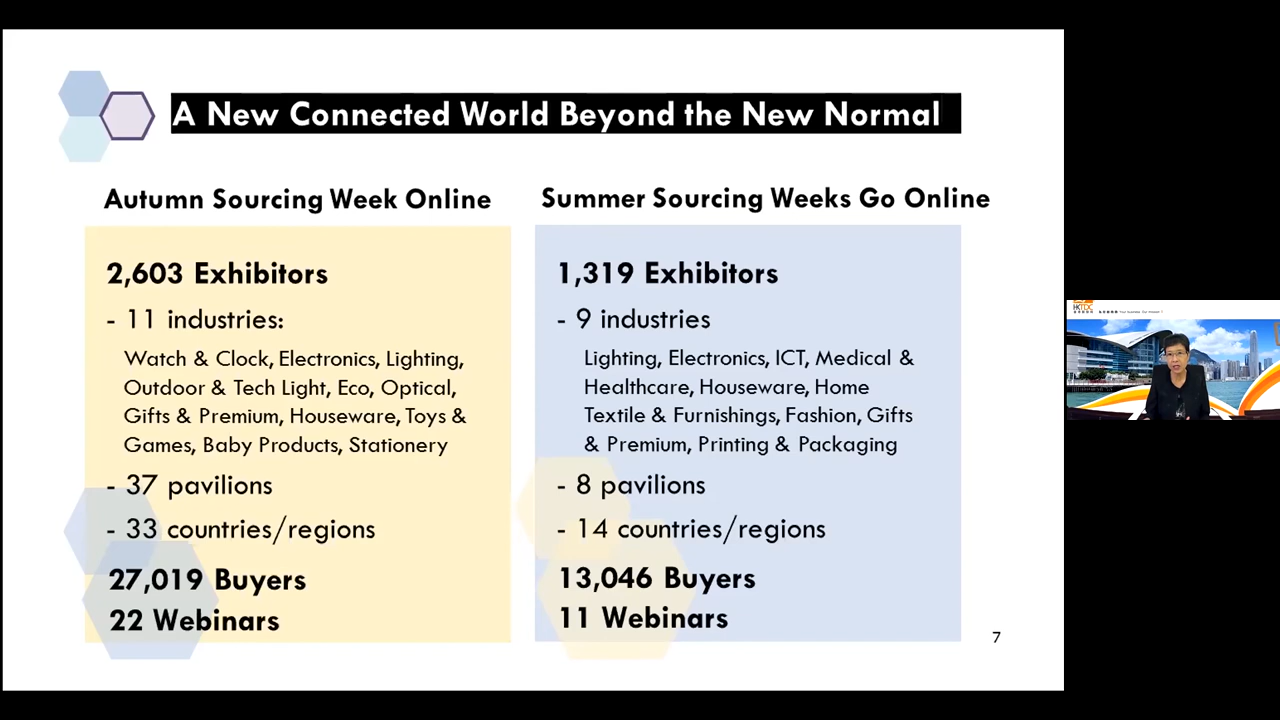 A New Connected World Beyond the New Normal
Autumn Sourcing Week Online
2,603 Exhibitors
- 11 industries:
Watch & Clock, Electronics, Lighting,
Outdoor & Tech Light, Eco, Optical,
Gifts & Premium, Houseware, Toys &
Games, Baby Products, Stationery
- 37 pavilions
- 33 countries/regions
27,019 Buyers
22 Webinars
Summer Sourcing Weeks Go Online
1,319 Exhibitors
- 9 industries
Lighting, Electronics, ICT, Medical &
Healthcare, Houseware, Home
Textile & Furnishings, Fashion, Gifts
& Premium, Printing & Packaging
- 8 pavilions
- 14 countries/regions
13,046 Buyers
11 Webinars
7
HKTDC